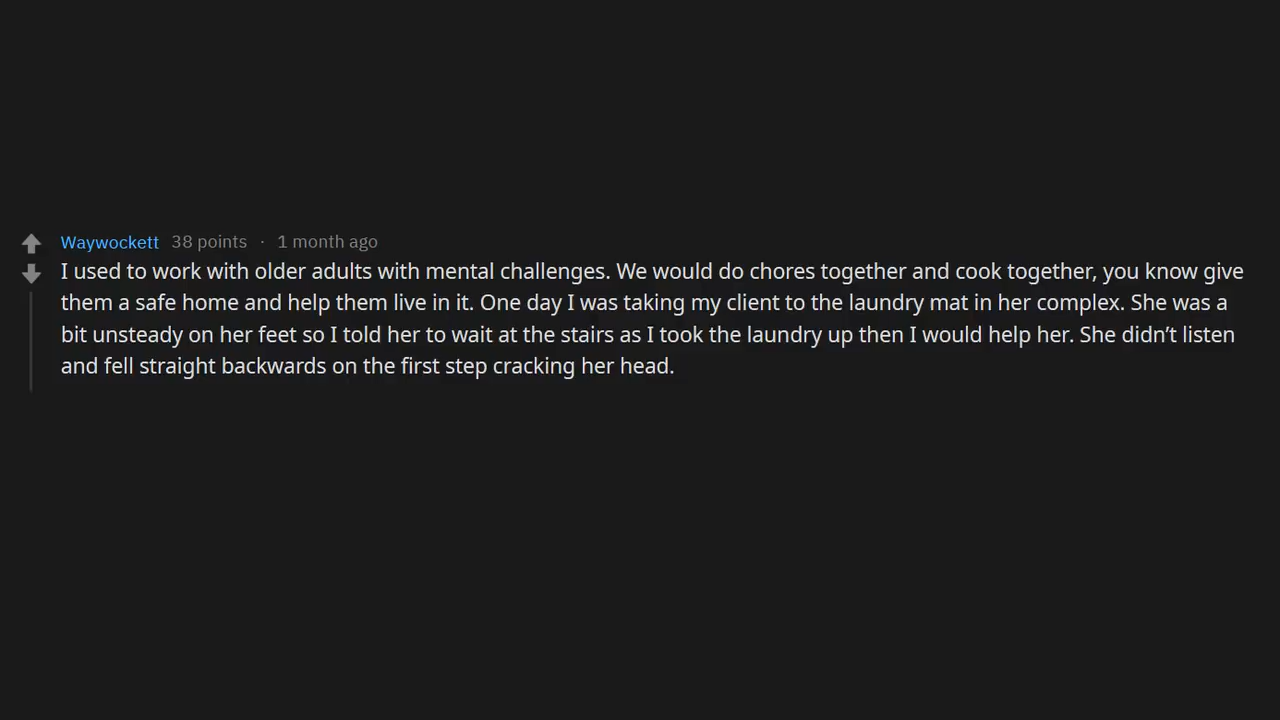 Waywockett 38 points · 1 month ago
I used to work with older adults with mental challenges. We would do chores together and cook together, you know give
them a safe home and help them live in it. One day I was taking my client to the laundry mat in her complex. She was a
bit unsteady on her feet so I told her to wait at the stairs as I took the laundry up then I would help her. She didn’t listen
and fell straight backwards on the first step cracking her head.